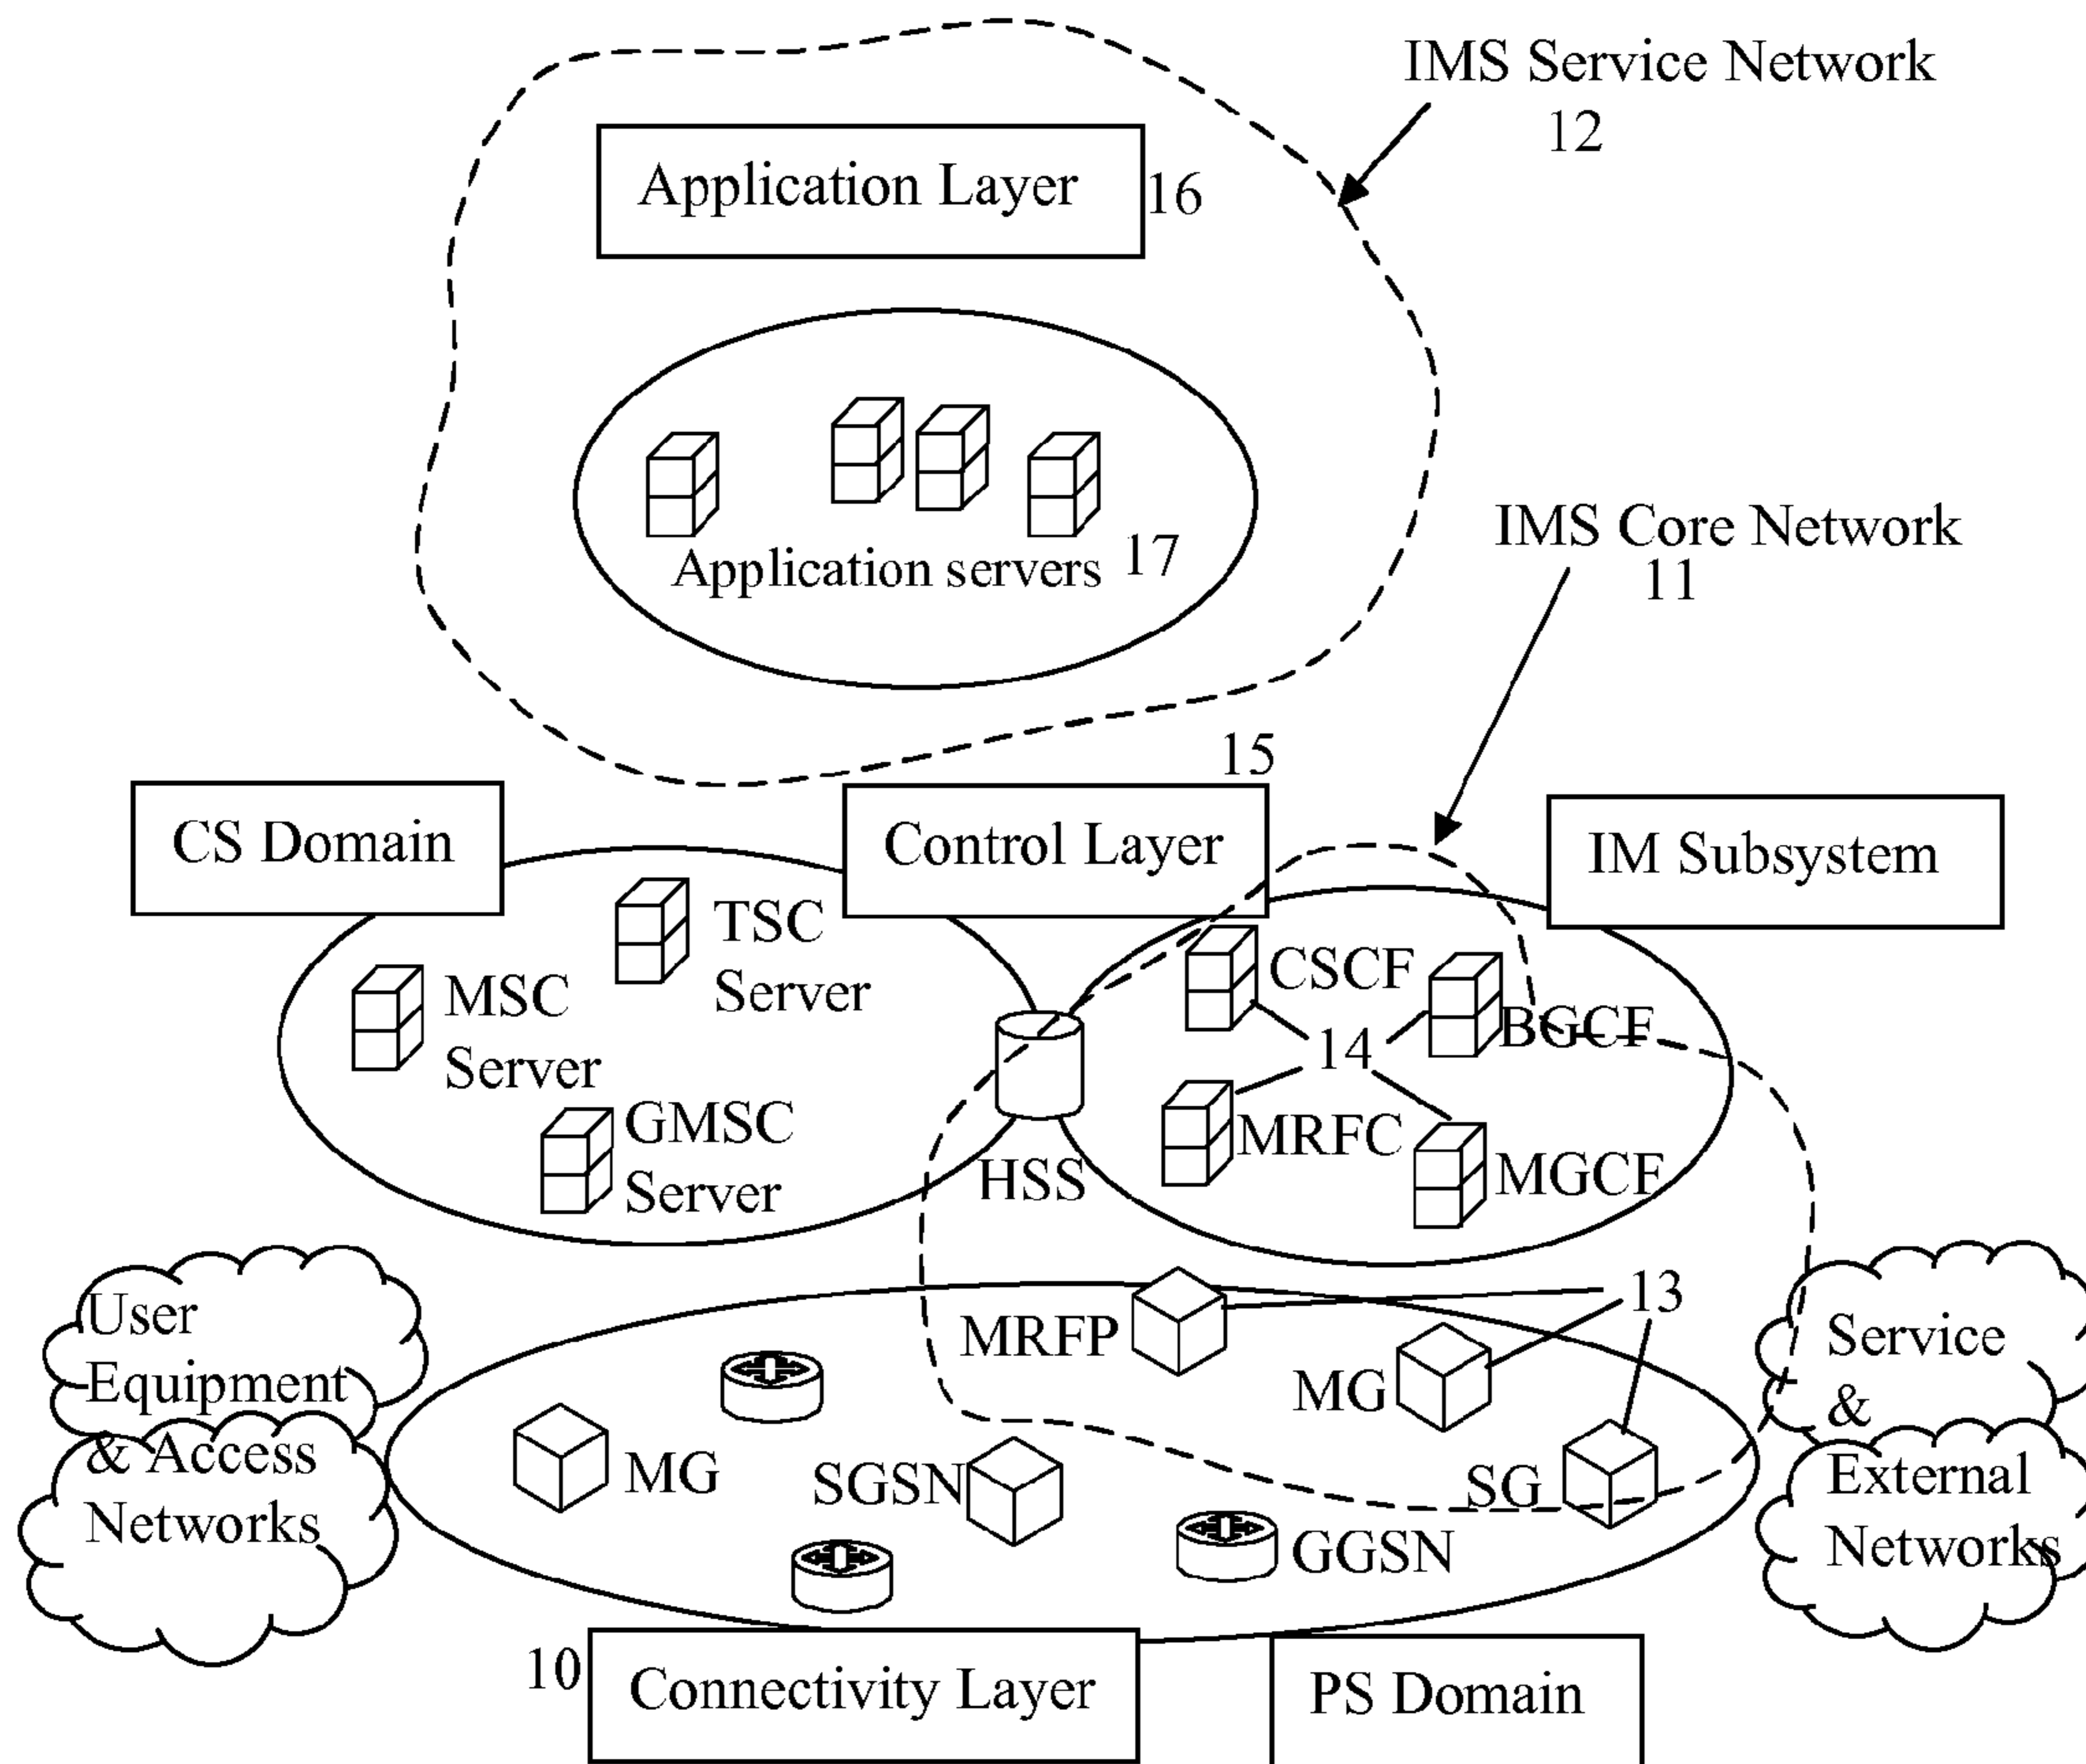 IMS Service Network
12
Application Layer
16
Application servers
17
IMS Core Network
11
15
CS Domain
Control Layer
IM Subsystem
TSC
Server
MSC
Server
GMSC
Server
HSS
CSCF
BGCF
14
MRFC
MGCF
User
Equipment
& Access
Networks
MRFP
13
MG
MG
SGSN
SG
GGSN
Service
&
External
Networks
10
Connectivity Layer
PS Domain